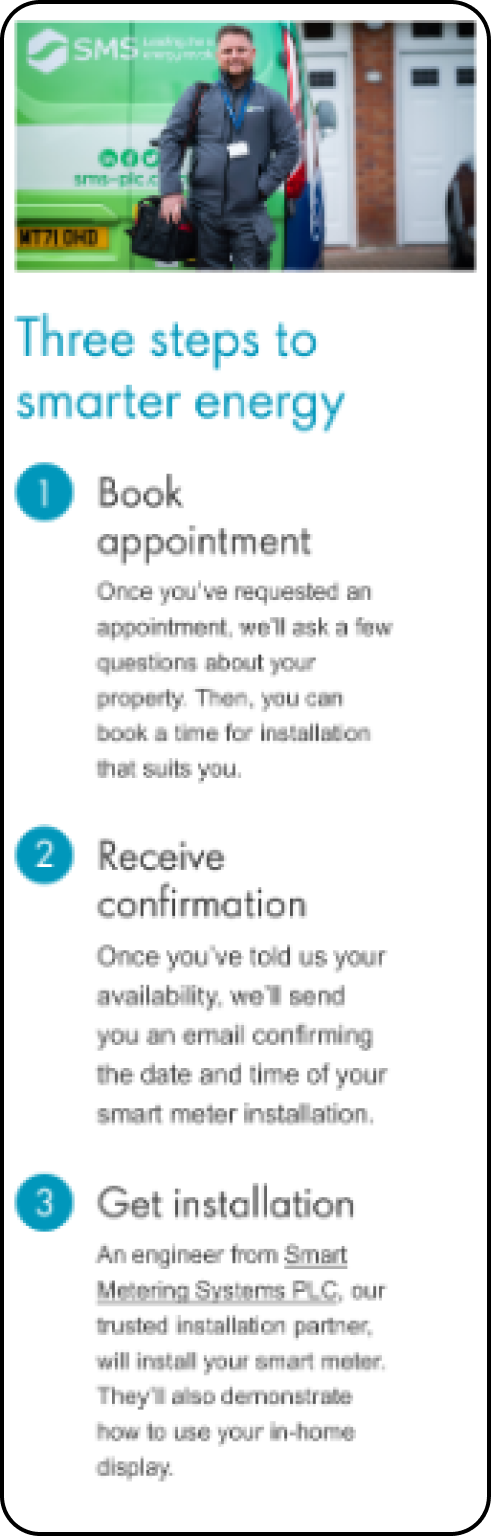 SMS Leading the
energy revolu
sms-plc.c
MT71 OHD
Three steps to
smarter energy
1 Book
appointment
Once you've requested an
appointment, we'll ask a few
questions about your
property. Then, you can
book a time for installation
that suits you.
2 Receive
confirmation
Once you've told us your
availability, we'll send
you an email confirming
the date and time of your
smart meter installation.
3 Get installation
An engineer from Smart
Metering Systems PLC, our
trusted installation partner,
will install your smart meter.
They'll also demonstrate
how to use your in-home
display.